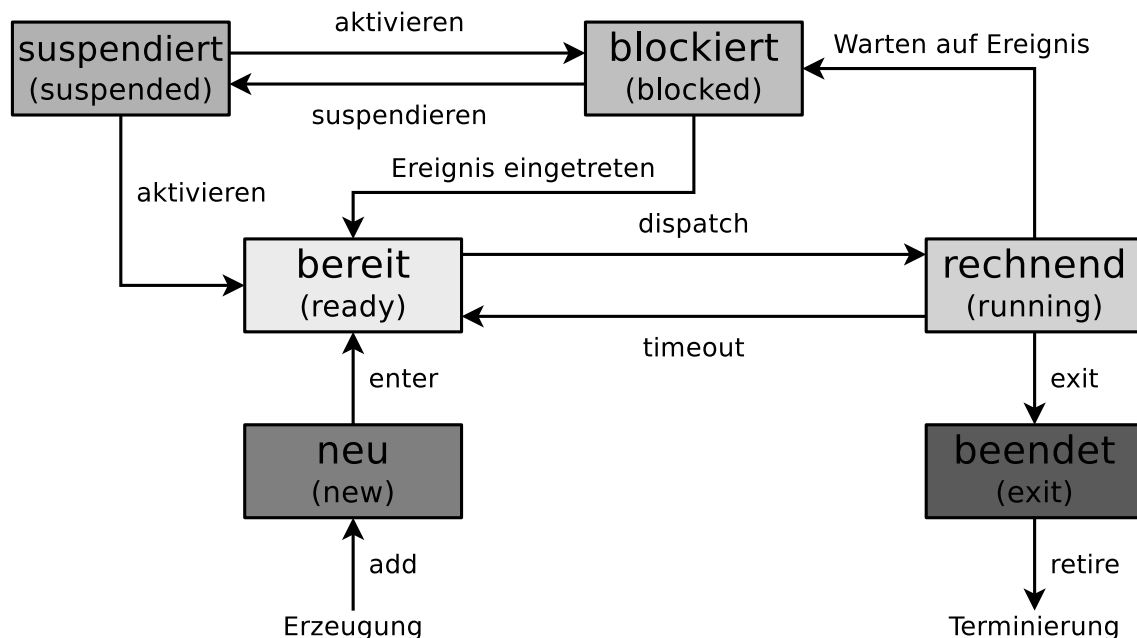 aktivieren
suspendiert
(suspended)
blockiert
(blocked)
Warten auf Ereignis
suspendieren
Ereignis eingetreten
aktivieren
dispatch
bereit
(ready)
rechnend
(running)
timeout
enter
exit
neu
(new)
beendet
(exit)
add
retire
Erzeugung
Terminierung